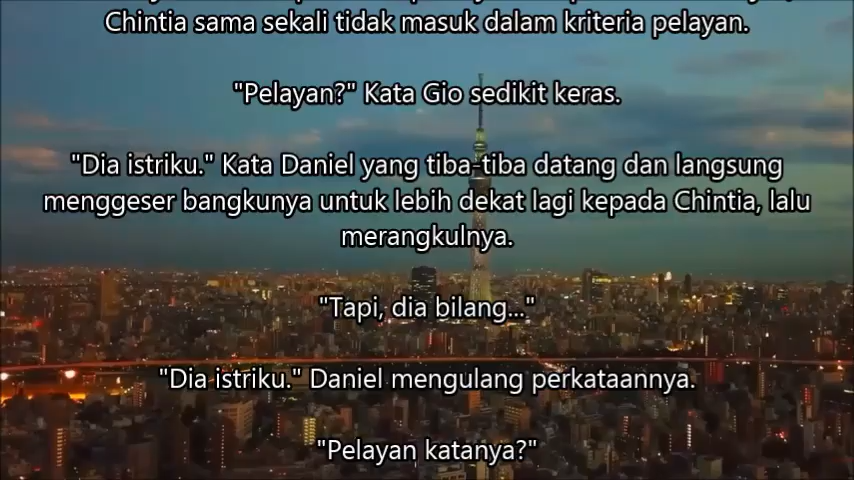 Chintia sama sekali tidak masuk dalam kriteria pelayan.
"Pelayan?" Kata Gio sedikit keras.
"Dia istriku." Kata Daniel yang tiba-tiba datang dan langsung
menggeser bangkunya untuk lebih dekat lagi kepada Chintia, lalu
merangkulnya.
"Tapi, dia bilang..."
"Dia istriku." Daniel mengulang perkataannya.
"Pelayan katanya?"